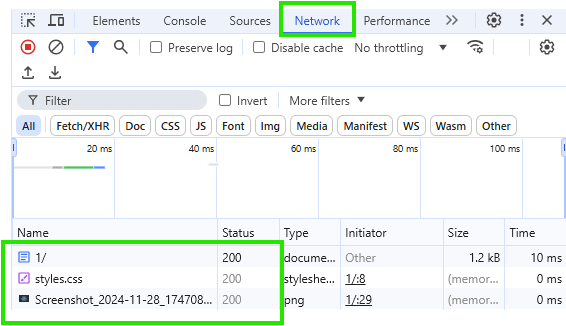 Elements Console Sources Network Performance
Preserve log Disable cache No throttling
Filter Invert More filters
All Fetch/XHR Doc CSS JS Font Img Media Manifest WS Wasm Other
20 ms 40 ms 60 ms 80 ms 100 ms
Name Status Type Initiator Size Time
1/ 200 docume... Other 1.2 kB 10 ms
styles.css 200 styleshe... 1/:8 (memor... 0 ms
Screenshot_2024-11-28_174708... 200 png 1/:29 (memor... 0 ms